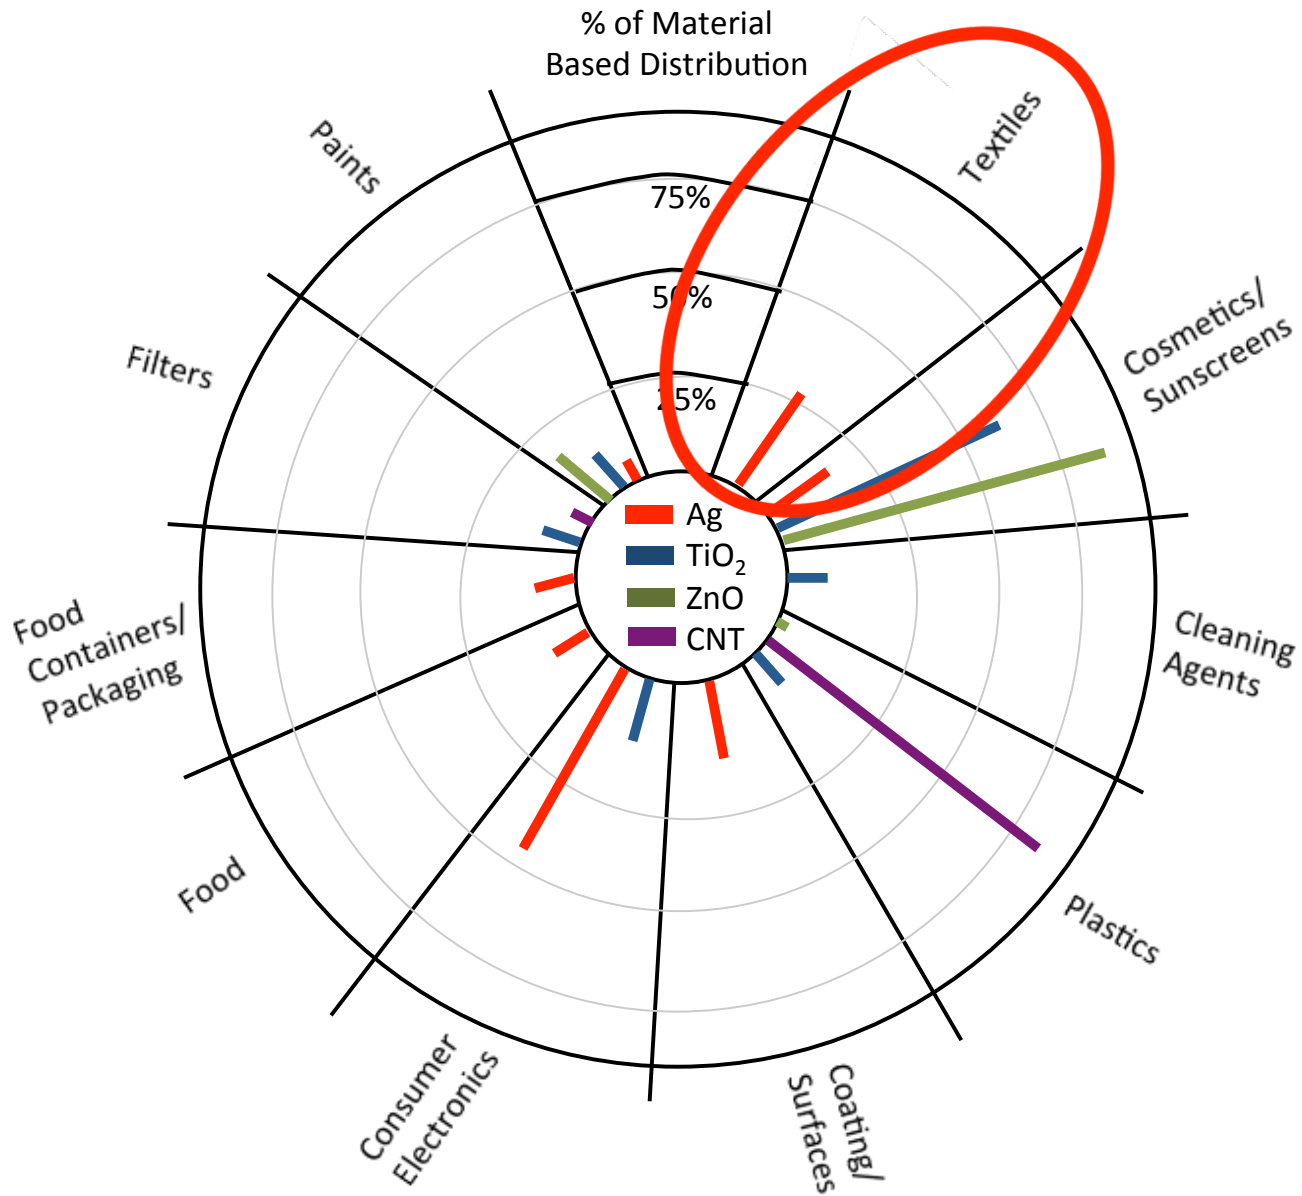 % of Material
Based Distribution
75%
50%
25%
Textiles
Cosmetics/
Sunscreens
Cleaning
Agents
Plastics
Coating/
Surfaces
Consumer
Electronics
Food
Food
Containers/
Packaging
Filters
Paints
Ag
TiO₂
ZnO
CNT